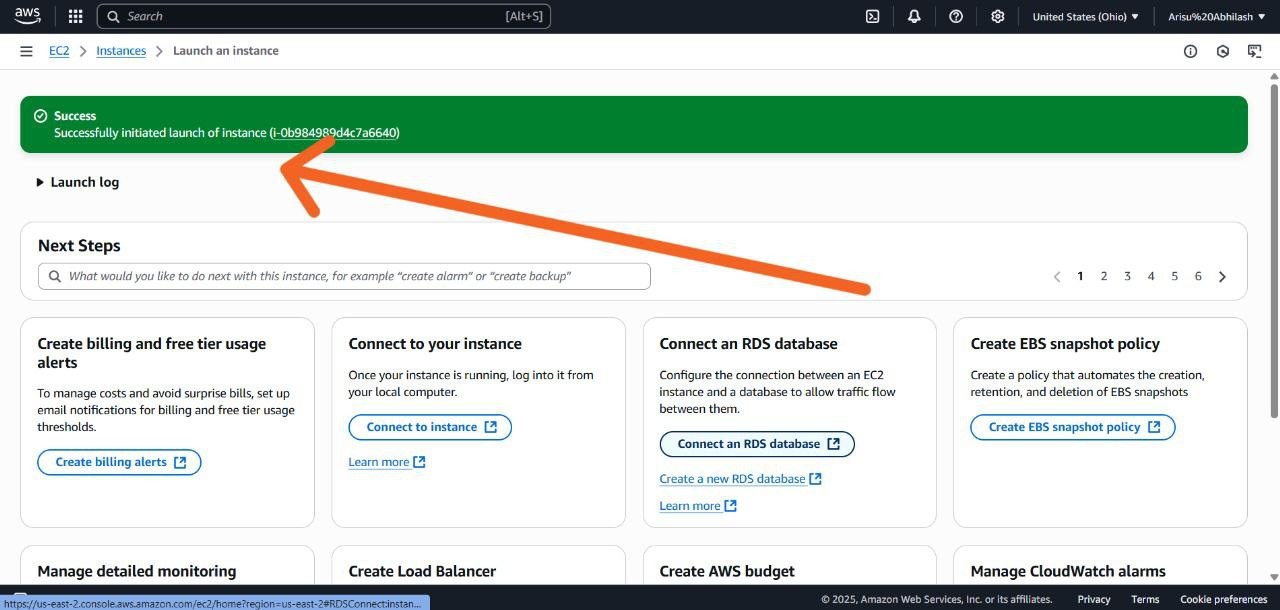 aws
Search
[Alt+S]
United States (Ohio)
Arisu%20Abhilash
EC2
Instances
Launch an instance
Success
Successfully initiated launch of instance (i-0b984989d4c7a6640)
Launch log
Next Steps
What would you like to do next with this instance, for example “create alarm” or “create backup”
1 2 3 4 5 6
Create billing and free tier usage
alerts
To manage costs and avoid surprise bills, set up
email notifications for billing and free tier usage
thresholds.
Create billing alerts
Connect to your instance
Once your instance is running, log into it from
your local computer.
Connect to instance
Learn more
Connect an RDS database
Configure the connection between an EC2
instance and a database to allow traffic flow
between them.
Connect an RDS database
Create a new RDS database
Learn more
Create EBS snapshot policy
Create a policy that automates the creation,
retention, and deletion of EBS snapshots
Create EBS snapshot policy
Manage detailed monitoring
Create Load Balancer
Create AWS budget
Manage CloudWatch alarms
https://us-east-2.console.aws.amazon.com/ec2/home?region=us-east-2#RDSConnect:instan...
© 2025, Amazon Web Services, Inc. or its affiliates.
Privacy
Terms
Cookie preferences